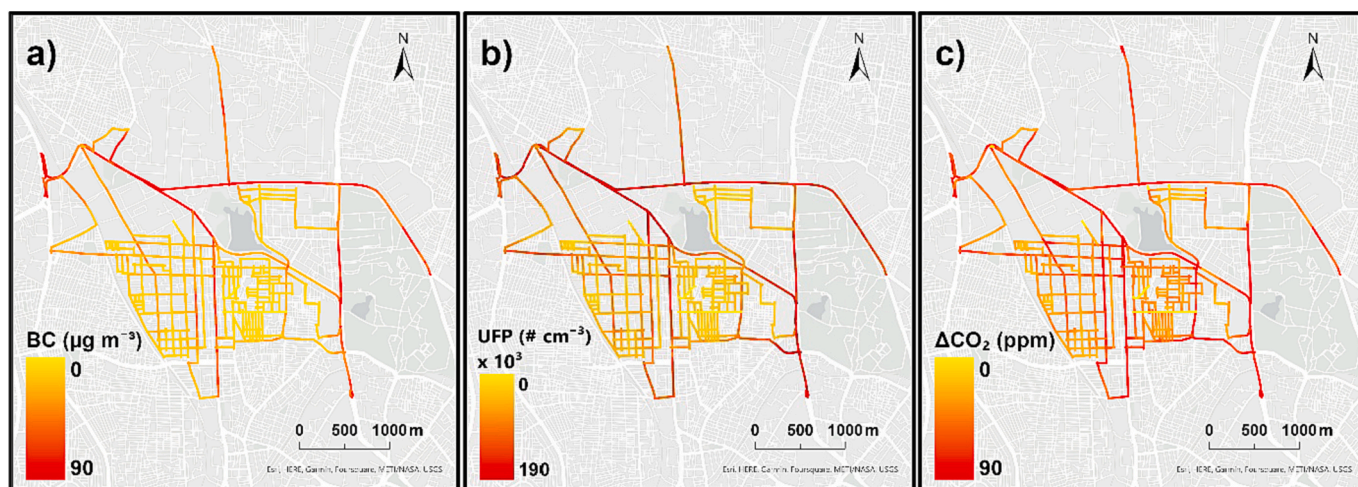 a)
N
BC (µg m⁻³)
0
90
0 500 1000 m
Esri, HERE, Garmin, Foursquare, METI/NASA, USGS
b)
N
UFP (# cm⁻³)
x 10³
0
190
0 500 1000 m
Esri, HERE, Garmin, Foursquare, METI/NASA, USGS
c)
N
ΔCO₂ (ppm)
0
90
0 500 1000 m
Esri, HERE, Garmin, Foursquare, METI/NASA, USGS